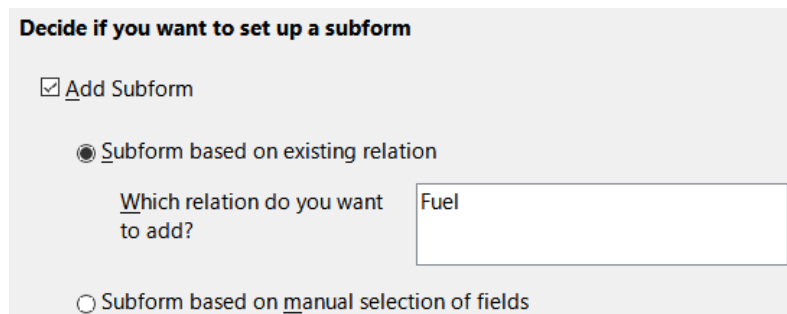 Decide if you want to set up a subform
Add Subform
Subform based on existing relation
Which relation do you want
to add?
Fuel
Subform based on manual selection of fields